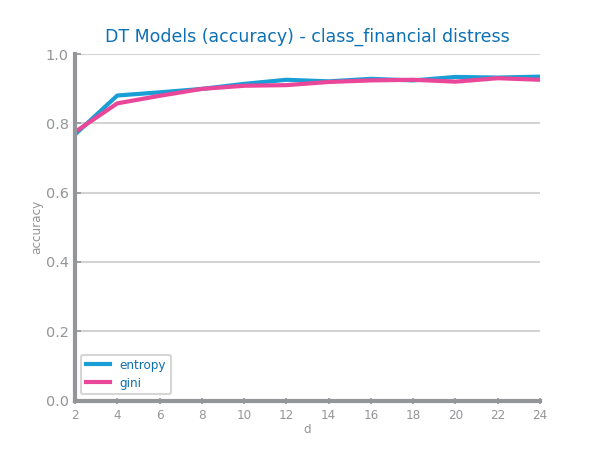 DT Models (accuracy) - class_financial distress
1.0
0.8
0.6
0.4
0.2
0.0
accuracy
entropy
gini
2 4 6 8 10 12 14 16 18 20 22 24
d